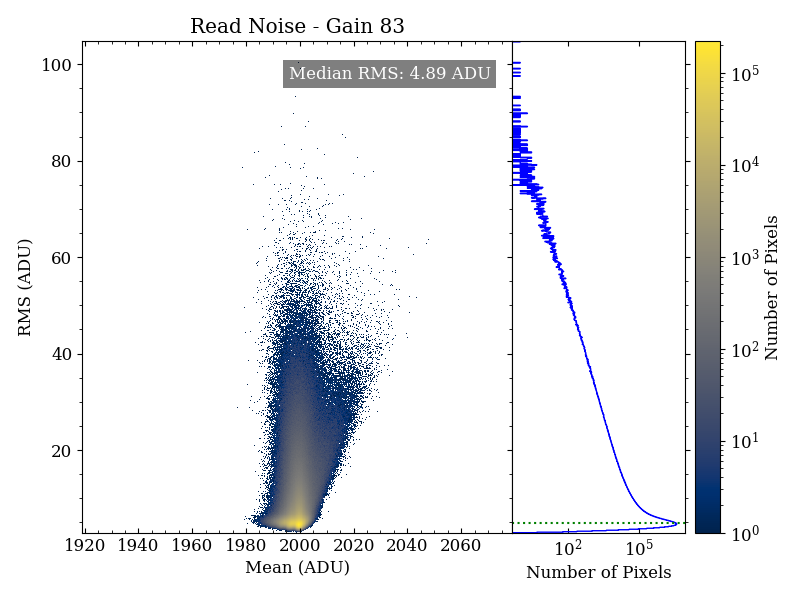 Read Noise - Gain 83
Median RMS: 4.89 ADU
RMS (ADU)
100
80
60
40
20
1920 1940 1960 1980 2000 2020 2040 2060
Mean (ADU)
10² 10⁵
Number of Pixels
10⁵
10⁴
10³
10²
10¹
10⁰
Number of Pixels